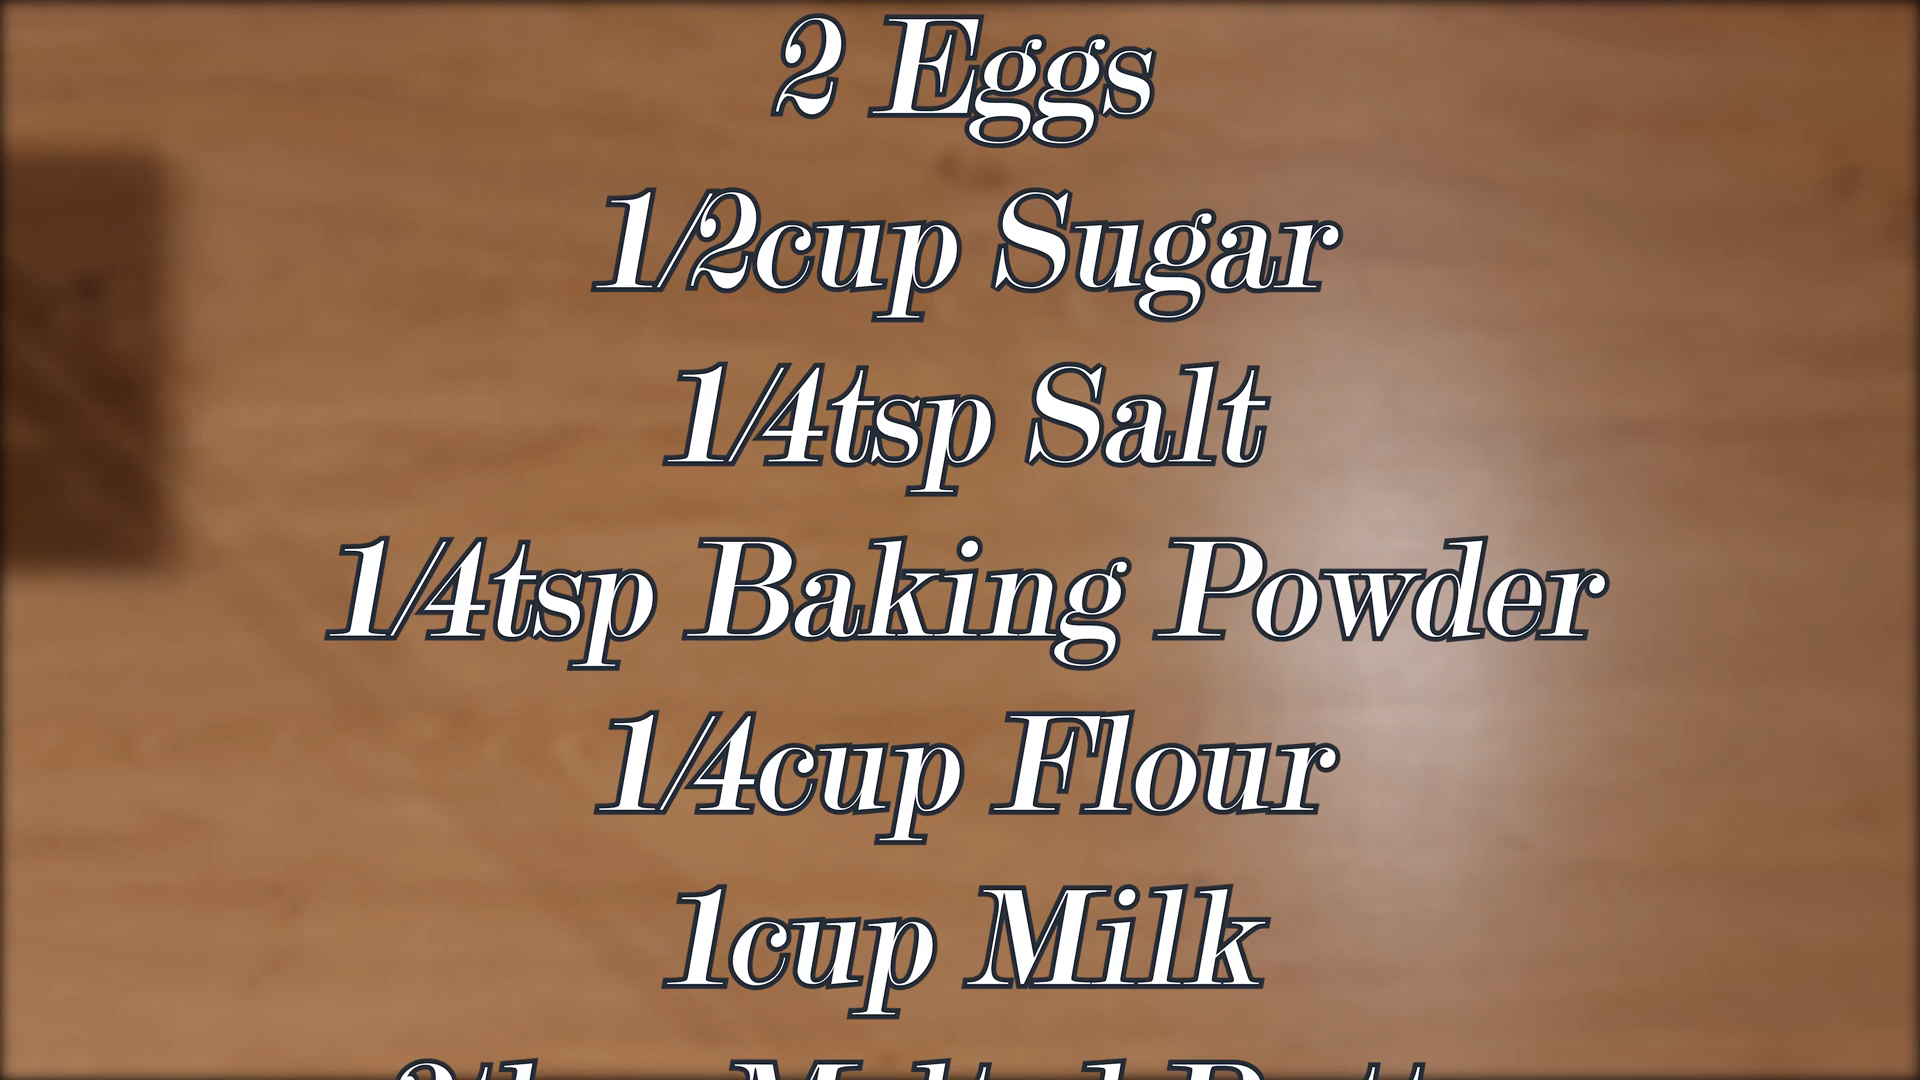 2 Eggs
1/2cup Sugar
1/4tsp Salt
1/4tsp Baking Powder
1/4cup Flour
1cup Milk